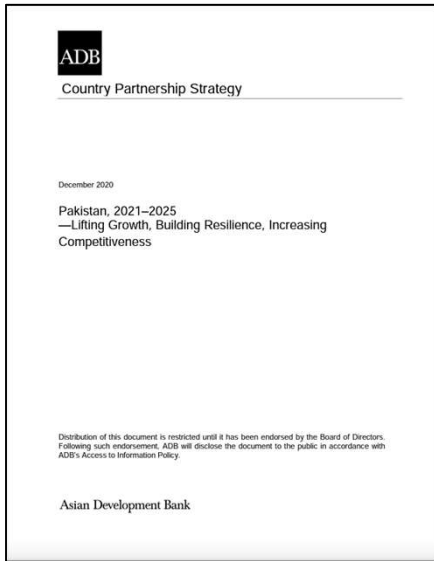 ADB
Country Partnership Strategy
December 2020
Pakistan, 2021–2025
—Lifting Growth, Building Resilience, Increasing
Competitiveness
Distribution of this document is restricted until it has been endorsed by the Board of Directors.
Following such endorsement, ADB will disclose the document to the public in accordance with
ADB's Access to Information Policy.
Asian Development Bank